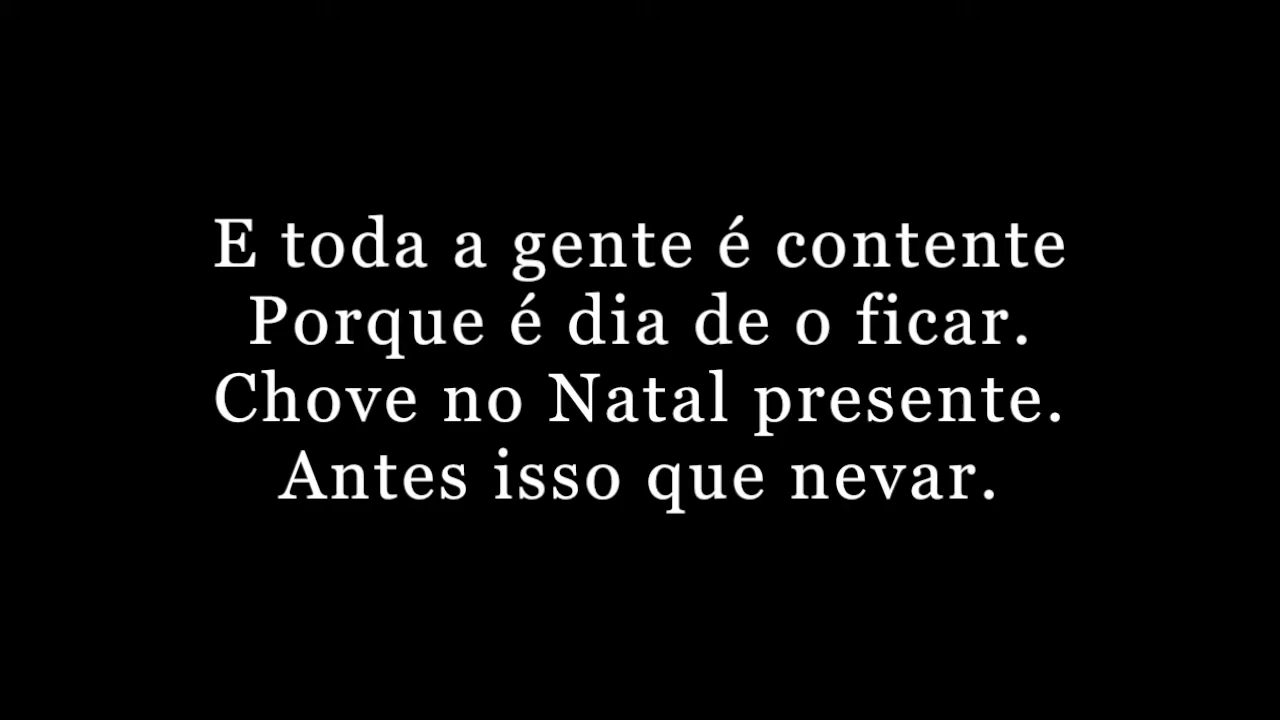 E toda a gente é contente
Porque é dia de o ficar.
Chove no Natal presente.
Antes isso que nevar.